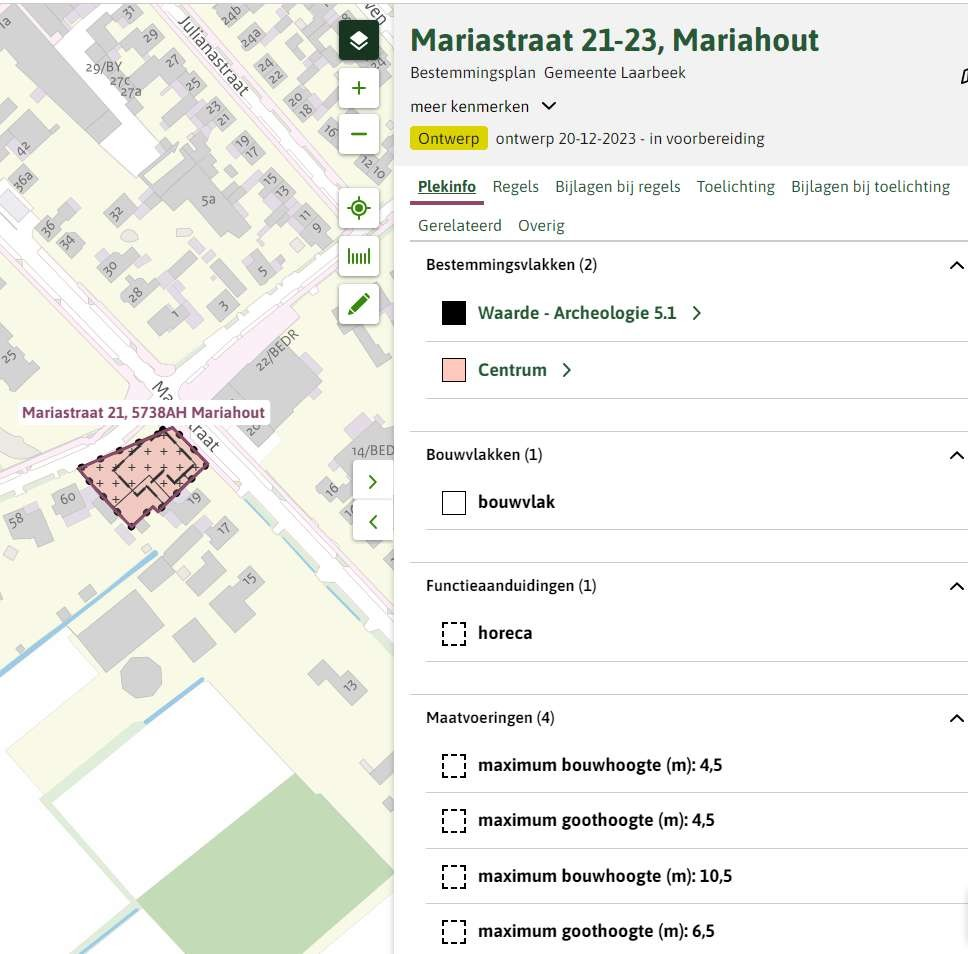 Mariastraat 21-23, Mariahout
Bestemmingsplan Gemeente Laarbeek
meer kenmerken
Ontwerp ontwerp 20-12-2023 - in voorbereiding
Plekinfo Regels Bijlagen bij regels Toelichting Bijlagen bij toelichting
Gerelateerd Overig
Bestemmingsvlakken (2)
Waarde - Archeologie 5.1
Centrum
Bouwvlakken (1)
bouwvlak
Functieaanduidingen (1)
horeca
Maatvoeringen (4)
maximum bouwhoogte (m): 4,5
maximum goothoogte (m): 4,5
maximum bouwhoogte (m): 10,5
maximum goothoogte (m): 6,5
Julianastraat
31
24b
24a
29
29/BY
27c
27a
27
25
24
22
23
21
20
18
19
17
16
12
10
42
36a
36
34
32
30
28
5a
15
13
11
9
5
3
1
25
22/BEDR
Mariastraat 21, 5738AH Mariahout
14/BED
16
60
58
19
17
15
13